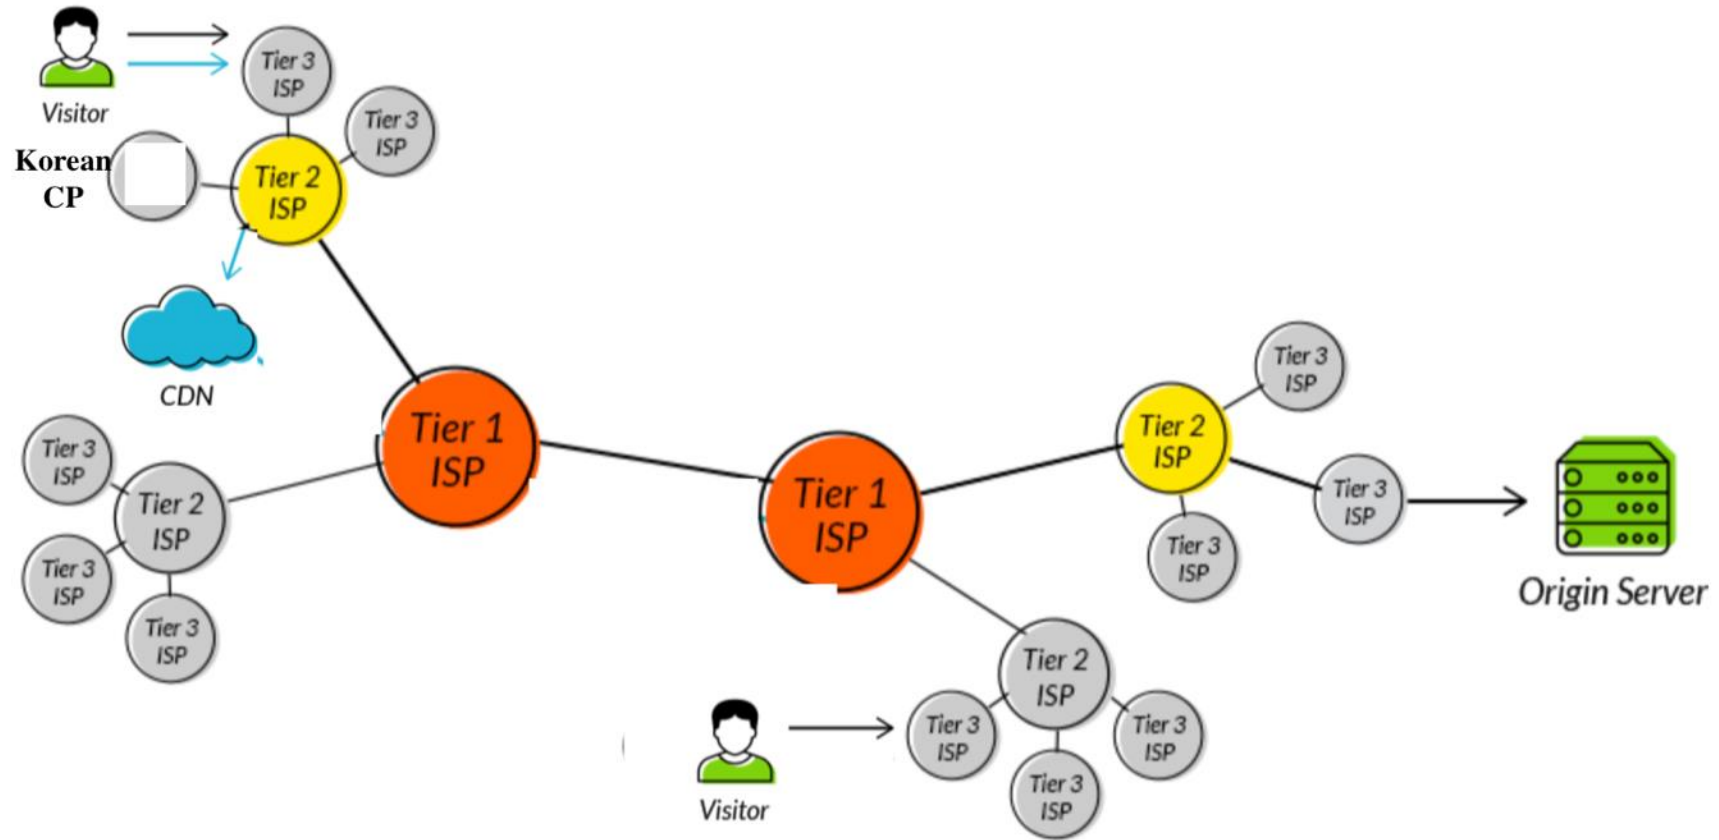 Visitor
Tier 3
ISP
Tier 3
ISP
Korean
CP
Tier 2
ISP
CDN
Tier 1
ISP
Tier 3
ISP
Tier 2
ISP
Tier 3
ISP
Tier 3
ISP
Tier 1
ISP
Tier 2
ISP
Tier 3
ISP
Tier 3
ISP
Tier 3
ISP
Origin Server
Tier 2
ISP
Visitor
Tier 3
ISP
Tier 3
ISP
Tier 3
ISP